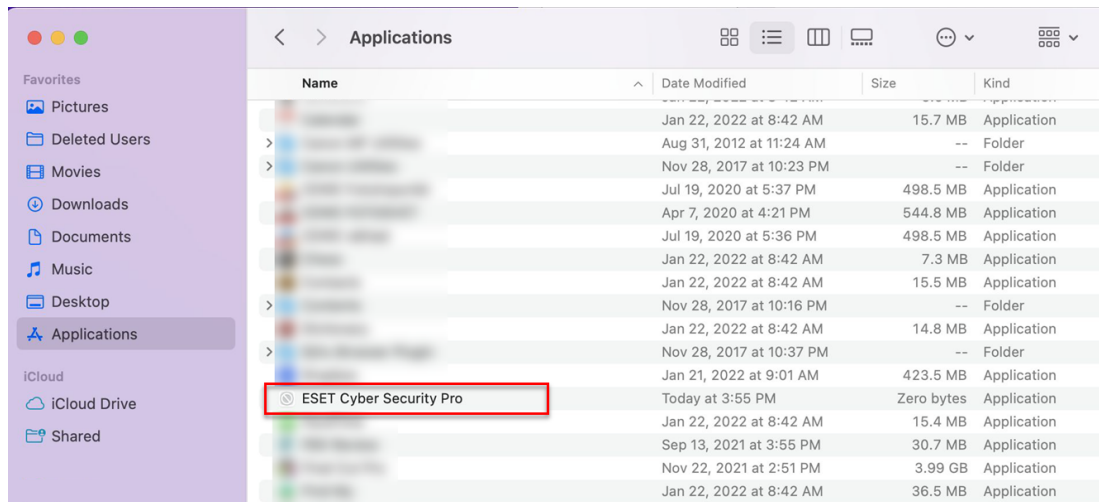 Applications
Favorites
Pictures
Deleted Users
Movies
Downloads
Documents
Music
Desktop
Applications
iCloud
iCloud Drive
Shared
Name Date Modified Size Kind
Jan 22, 2022 at 8:42 AM 15.7 MB Application
Aug 31, 2012 at 11:24 AM -- Folder
Nov 28, 2017 at 10:23 PM -- Folder
Jul 19, 2020 at 5:37 PM 498.5 MB Application
Apr 7, 2020 at 4:21 PM 544.8 MB Application
Jul 19, 2020 at 5:36 PM 498.5 MB Application
Jan 22, 2022 at 8:42 AM 7.3 MB Application
Jan 22, 2022 at 8:42 AM 15.5 MB Application
Nov 28, 2017 at 10:16 PM -- Folder
Jan 22, 2022 at 8:42 AM 14.8 MB Application
Nov 28, 2017 at 10:37 PM -- Folder
Jan 21, 2022 at 9:01 AM 423.5 MB Application
ESET Cyber Security Pro Today at 3:55 PM Zero bytes Application
Jan 22, 2022 at 8:42 AM 15.4 MB Application
Sep 13, 2021 at 3:55 PM 30.7 MB Application
Nov 22, 2021 at 2:51 PM 3.99 GB Application
Jan 22, 2022 at 8:42 AM 36.5 MB Application